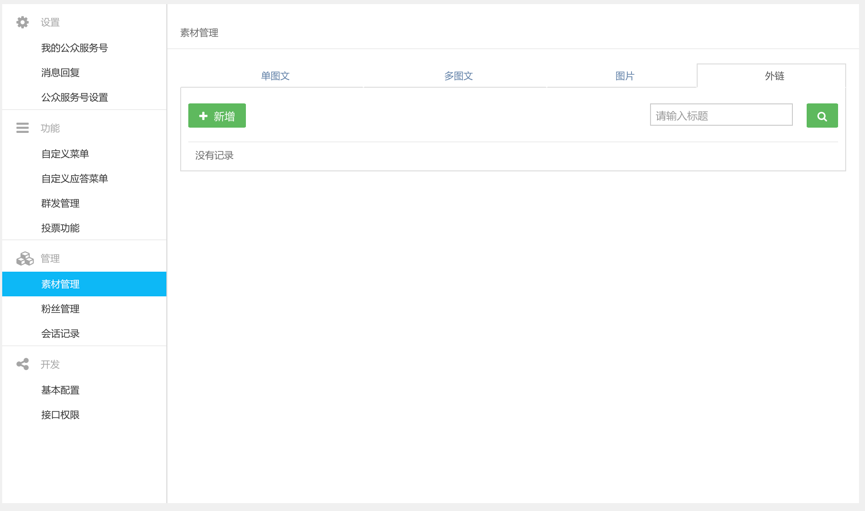 设置
我的公众服务号
消息回复
公众服务号设置
功能
自定义菜单
自定义应答菜单
群发管理
投票功能
管理
素材管理
粉丝管理
会话记录
开发
基本配置
接口权限
素材管理
单图文 多图文 图片 外链
新增 请输入标题
没有记录